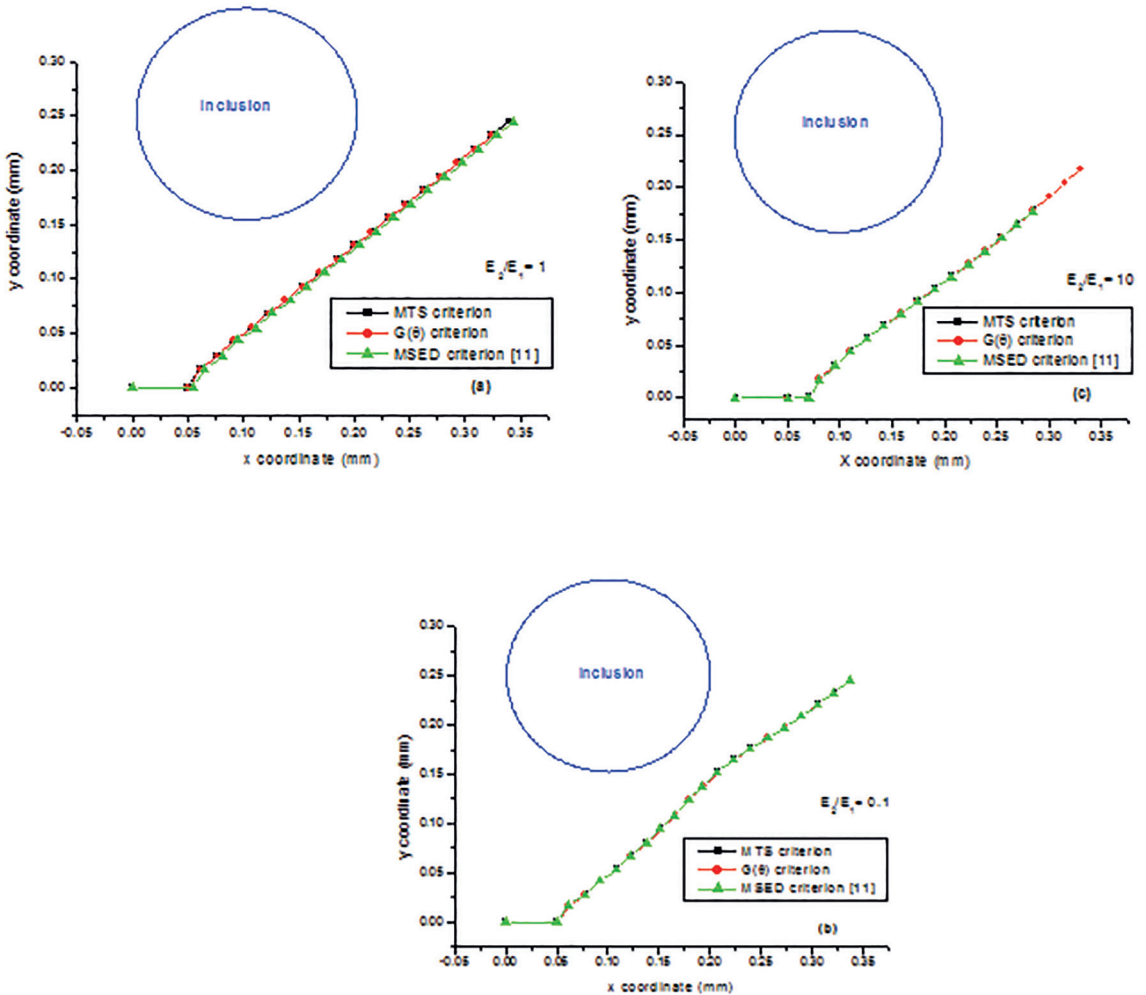 Inclusion
y coordinate (mm)
0.30
0.25
0.20
0.15
0.10
0.05
0.00
E2/E1= 1
MTS criterion
G(θ) criterion
MSED criterion [11]
(a)
-0.05 0.00 0.05 0.10 0.15 0.20 0.25 0.30 0.35
x coordinate (mm)
Inclusion
y coordinate (mm)
0.30
0.25
0.20
0.15
0.10
0.05
0.00
E2/E1= 10
MTS criterion
G(θ) criterion
MSED criterion [11]
(c)
-0.05 0.00 0.05 0.10 0.15 0.20 0.25 0.30 0.35
X coordinate (mm)
Inclusion
y coordinate (mm)
0.30
0.25
0.20
0.15
0.10
0.05
0.00
E2/E1= 0.1
MTS criterion
G(θ) criterion
MSED criterion [11]
(b)
-0.05 0.00 0.05 0.10 0.15 0.20 0.25 0.30 0.35
x coordinate (mm)